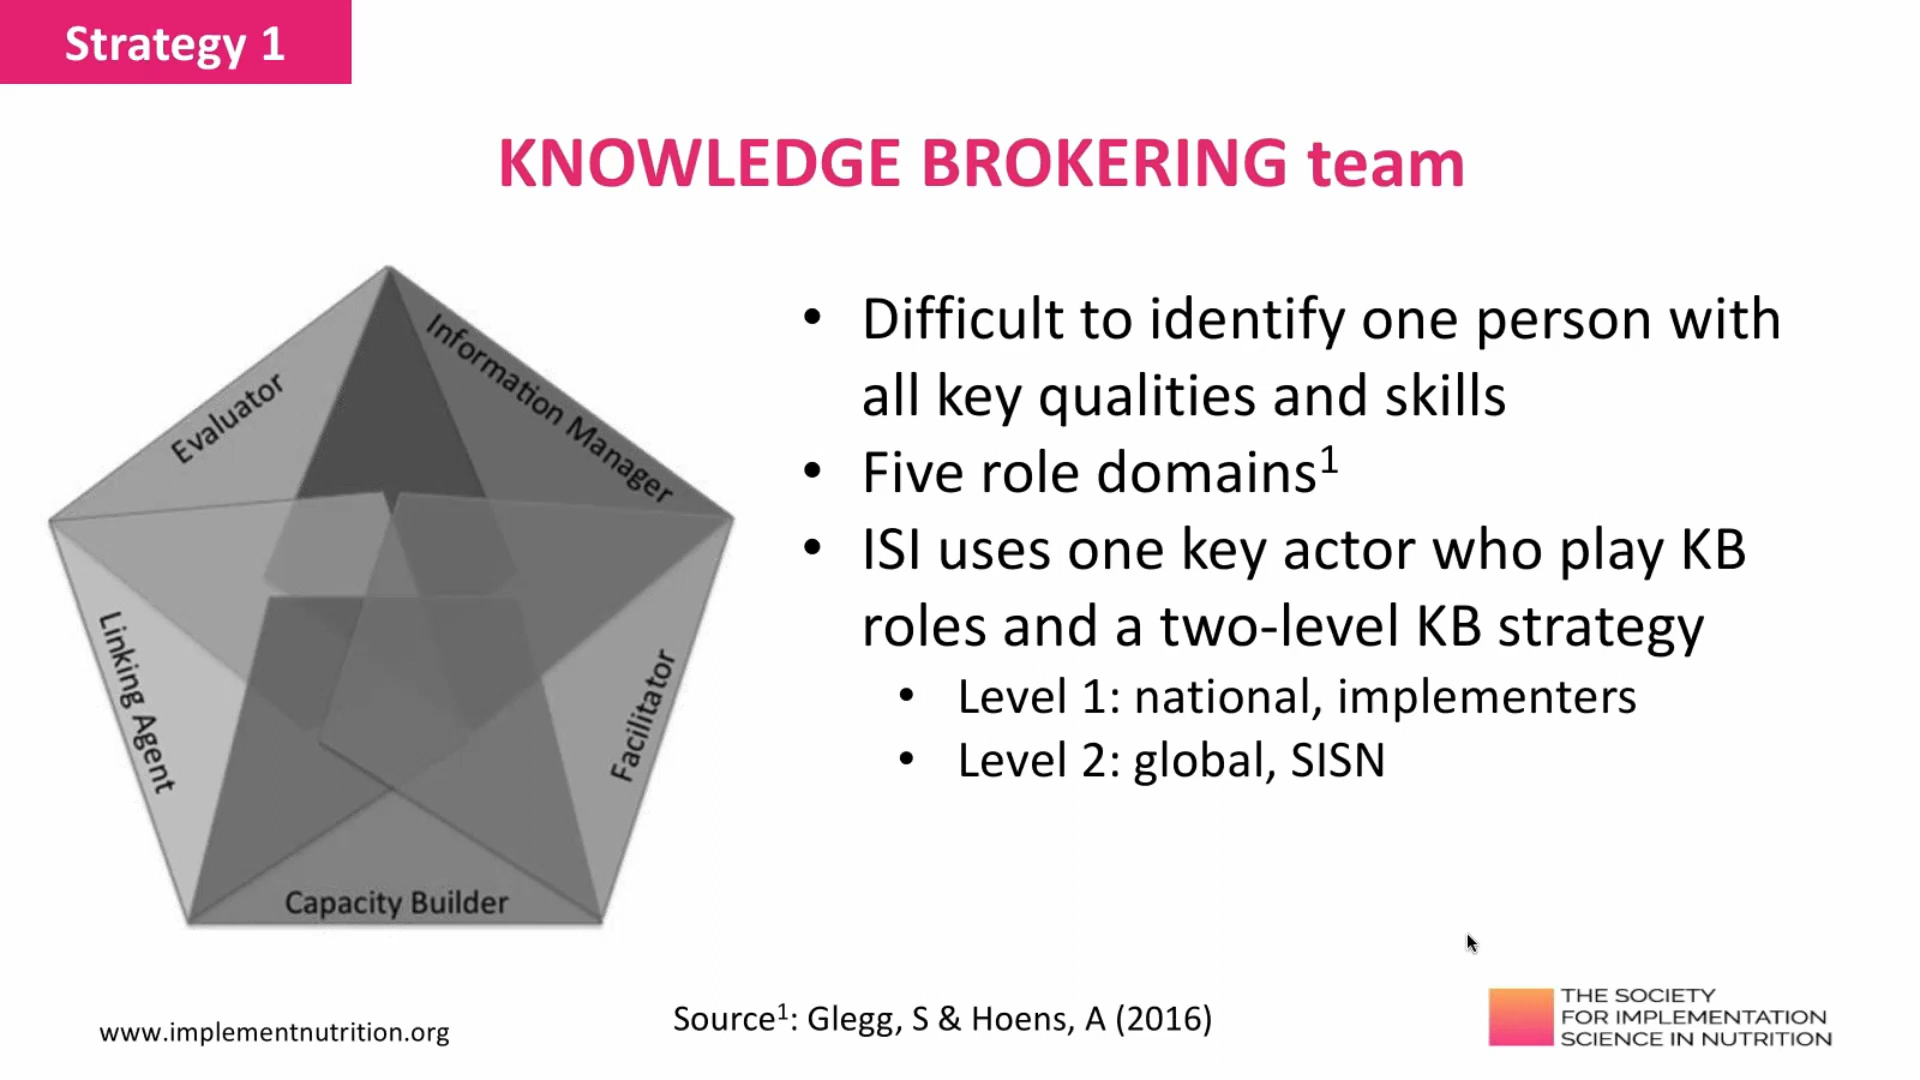 Strategy 1
KNOWLEDGE BROKERING team
Evaluator
Information Manager
Linking Agent
Facilitator
Capacity Builder
• Difficult to identify one person with
all key qualities and skills
• Five role domains¹
• ISI uses one key actor who play KB
roles and a two-level KB strategy
• Level 1: national, implementers
• Level 2: global, SISN
www.implementnutrition.org
Source¹: Glegg, S & Hoens, A (2016)
THE SOCIETY
FOR IMPLEMENTATION
SCIENCE IN NUTRITION